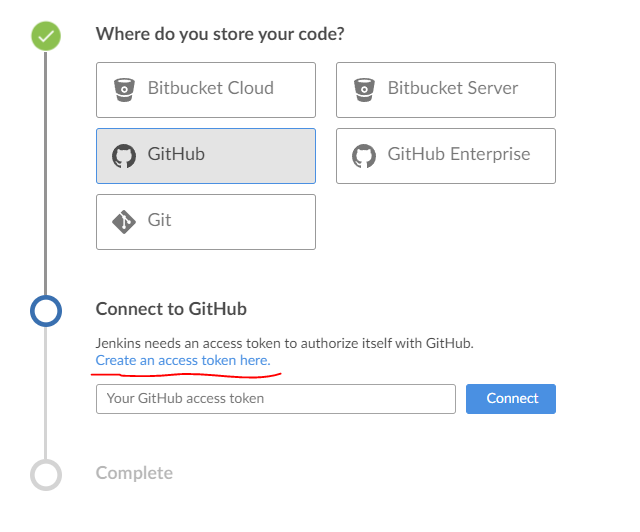 Where do you store your code?
Bitbucket Cloud
Bitbucket Server
GitHub
GitHub Enterprise
Git
Connect to GitHub
Jenkins needs an access token to authorize itself with GitHub.
Create an access token here.
Your GitHub access token
Connect
Complete